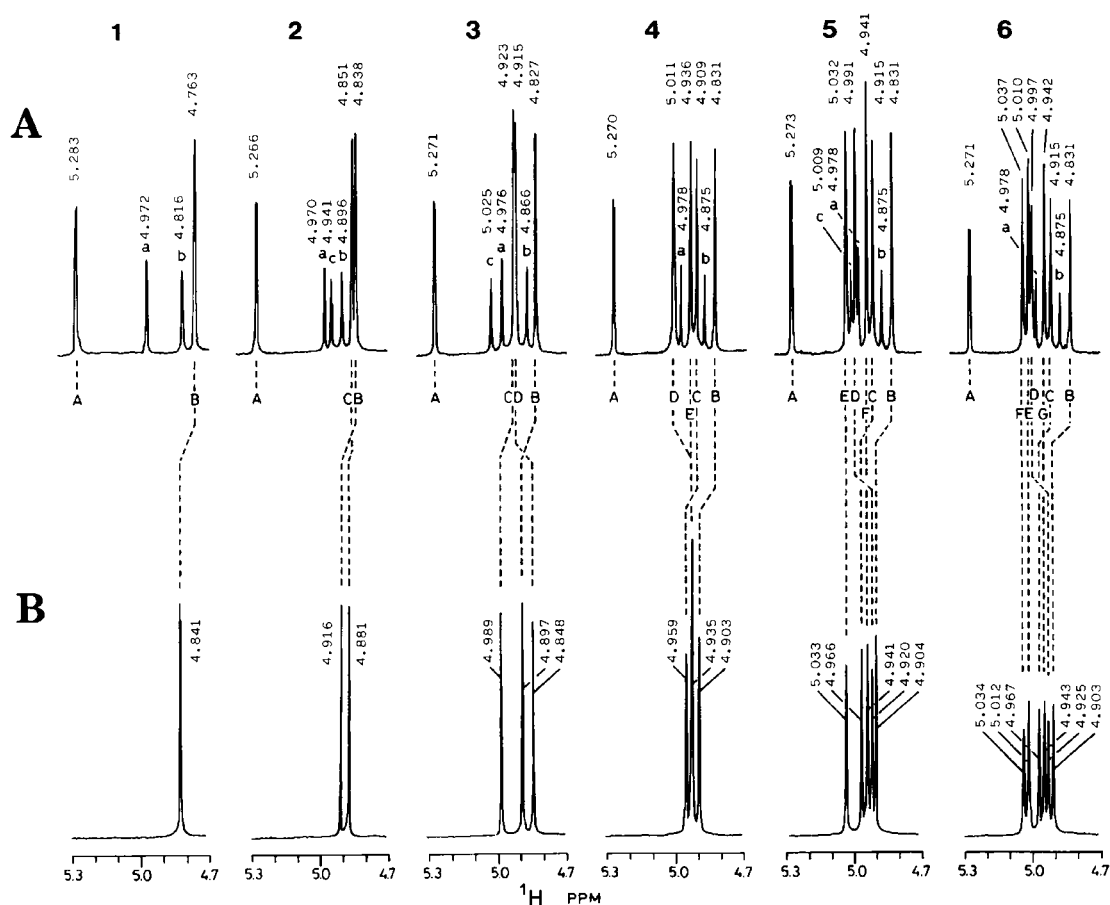 1 2 3 4 5 6
A
5.283 4.972 4.816 4.763
a b
5.266 4.970 4.941 4.896 4.851 4.838
a c b
5.271 5.025 4.976 4.923 4.915 4.866 4.827
c a b
5.270 5.011 4.978 4.936 4.909 4.875 4.831
a b
5.273 5.032 5.009 4.991 4.978 4.941 4.915 4.875 4.831
c a b
5.271 5.037 5.010 4.997 4.978 4.942 4.915 4.875 4.831
a b
A B
A C B
A C D B
A D E C B
A E D F C B
A F E D G C B
B
4.841
4.916 4.881
4.989 4.897 4.848
4.959 4.935 4.903
5.033 4.966 4.941 4.920 4.904
5.034 5.012 4.967 4.943 4.925 4.903
5.3 5.0 4.7
5.3 5.0 4.7
5.3 5.0 4.7
5.3 5.0 4.7
5.3 5.0 4.7
5.3 5.0 4.7
¹H PPM